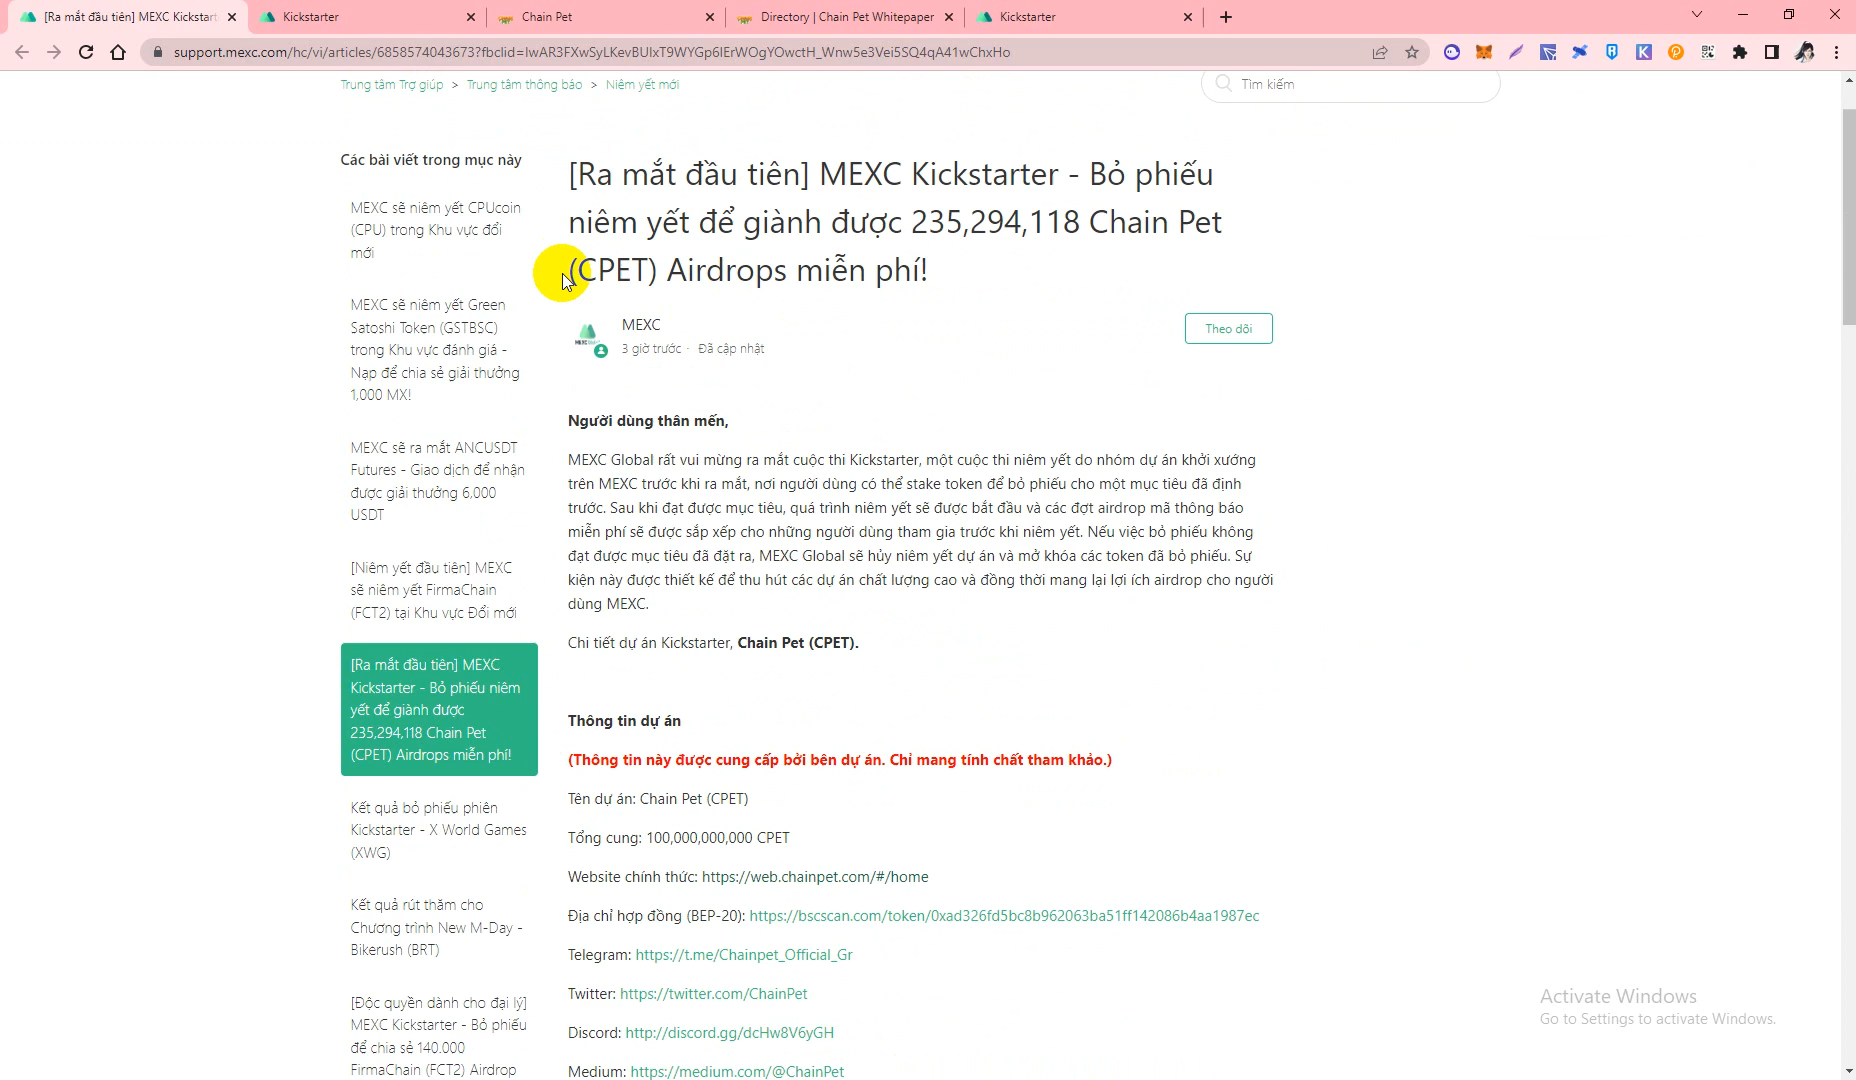 [Ra mắt đầu tiên] MEXC Kickstart
Kickstarter
Chain Pet
Directory | Chain Pet Whitepaper
Kickstarter
support.mexc.com/hc/vi/articles/6858574043673?fbclid=IwAR3FXwSyLKevBUIxT9WYGp6IErWOgYOwctH_Wnw5e3Vei5SQ4qA41wChxHo
Trung tâm Trợ giúp > Trung tâm thông báo > Niêm yết mới
Tìm kiếm
Các bài viết trong mục này
MEXC sẽ niêm yết CPUcoin
(CPU) trong Khu vực đổi
mới
MEXC sẽ niêm yết Green
Satoshi Token (GSTBSC)
trong Khu vực đánh giá -
Nạp để chia sẻ giải thưởng
1,000 MX!
MEXC sẽ ra mắt ANCUSDT
Futures - Giao dịch để nhận
được giải thưởng 6,000
USDT
[Niêm yết đầu tiên] MEXC
sẽ niêm yết FirmaChain
(FCT2) tại Khu vực Đổi mới
[Ra mắt đầu tiên] MEXC
Kickstarter - Bỏ phiếu niêm
yết để giành được
235,294,118 Chain Pet
(CPET) Airdrops miễn phí!
Kết quả bỏ phiếu phiên
Kickstarter - X World Games
(XWG)
Kết quả rút thăm cho
Chương trình New M-Day -
Bikerush (BRT)
[Độc quyền dành cho đại lý]
MEXC Kickstarter - Bỏ phiếu
để chia sẻ 140.000
FirmaChain (FCT2) Airdrop
[Ra mắt đầu tiên] MEXC Kickstarter - Bỏ phiếu
niêm yết để giành được 235,294,118 Chain Pet
(CPET) Airdrops miễn phí!
MEXC
3 giờ trước · Đã cập nhật
Theo dõi
Người dùng thân mến,
MEXC Global rất vui mừng ra mắt cuộc thi Kickstarter, một cuộc thi niêm yết do nhóm dự án khởi xướng
trên MEXC trước khi ra mắt, nơi người dùng có thể stake token để bỏ phiếu cho một mục tiêu đã định
trước. Sau khi đạt được mục tiêu, quá trình niêm yết sẽ được bắt đầu và các đợt airdrop mã thông báo
miễn phí sẽ được sắp xếp cho những người dùng tham gia trước khi niêm yết. Nếu việc bỏ phiếu không
đạt được mục tiêu đã đặt ra, MEXC Global sẽ hủy niêm yết dự án và mở khóa các token đã bỏ phiếu. Sự
kiện này được thiết kế để thu hút các dự án chất lượng cao và đồng thời mang lại lợi ích airdrop cho người
dùng MEXC.
Chi tiết dự án Kickstarter, Chain Pet (CPET).
Thông tin dự án
(Thông tin này được cung cấp bởi bên dự án. Chỉ mang tính chất tham khảo.)
Tên dự án: Chain Pet (CPET)
Tổng cung: 100,000,000,000 CPET
Website chính thức: https://web.chainpet.com/#/home
Địa chỉ hợp đồng (BEP-20): https://bscscan.com/token/0xad326fd5bc8b962063ba51ff142086b4aa1987ec
Telegram: https://t.me/Chainpet_Official_Gr
Twitter: https://twitter.com/ChainPet
Discord: http://discord.gg/dcHw8V6yGH
Medium: https://medium.com/@ChainPet
Activate Windows
Go to Settings to activate Windows.